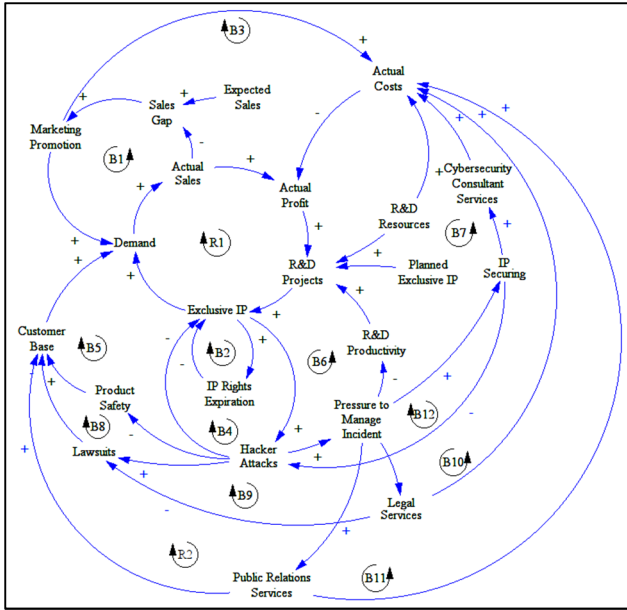 B3
+
Actual
Costs
Expected
Sales
+
+
Sales
Gap
Marketing
Promotion
-
-
+ + +
B1
Actual
Sales
+
Actual
Profit
+
Cybersecurity
Consultant
Services
+
+
R&D
Resources
+
B7
+
+
+
Demand
R1
+
R&D
Projects
+
+
Planned
Exclusive IP
IP
Securing
+
Exclusive IP
+
+
Customer
Base
B5
-
-
B2
+
B6
R&D
Productivity
IP Rights
Expiration
-
+
Product
Safety
-
+
Pressure to
Manage
Incident
B12
-
B8
-
B4
+
Lawsuits
Hacker
Attacks
+
+
+
B10
B9
-
Legal
Services
+
R2
Public Relations
Services
B11